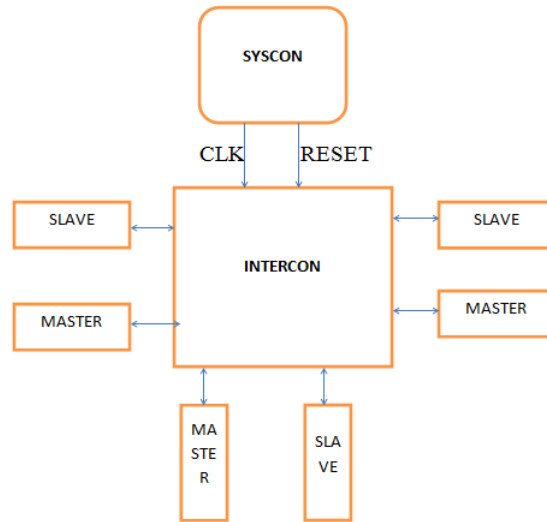 SYSCON
CLK
RESET
SLAVE
SLAVE
INTERCON
MASTER
MASTER
MA
STE
R
SLA
VE